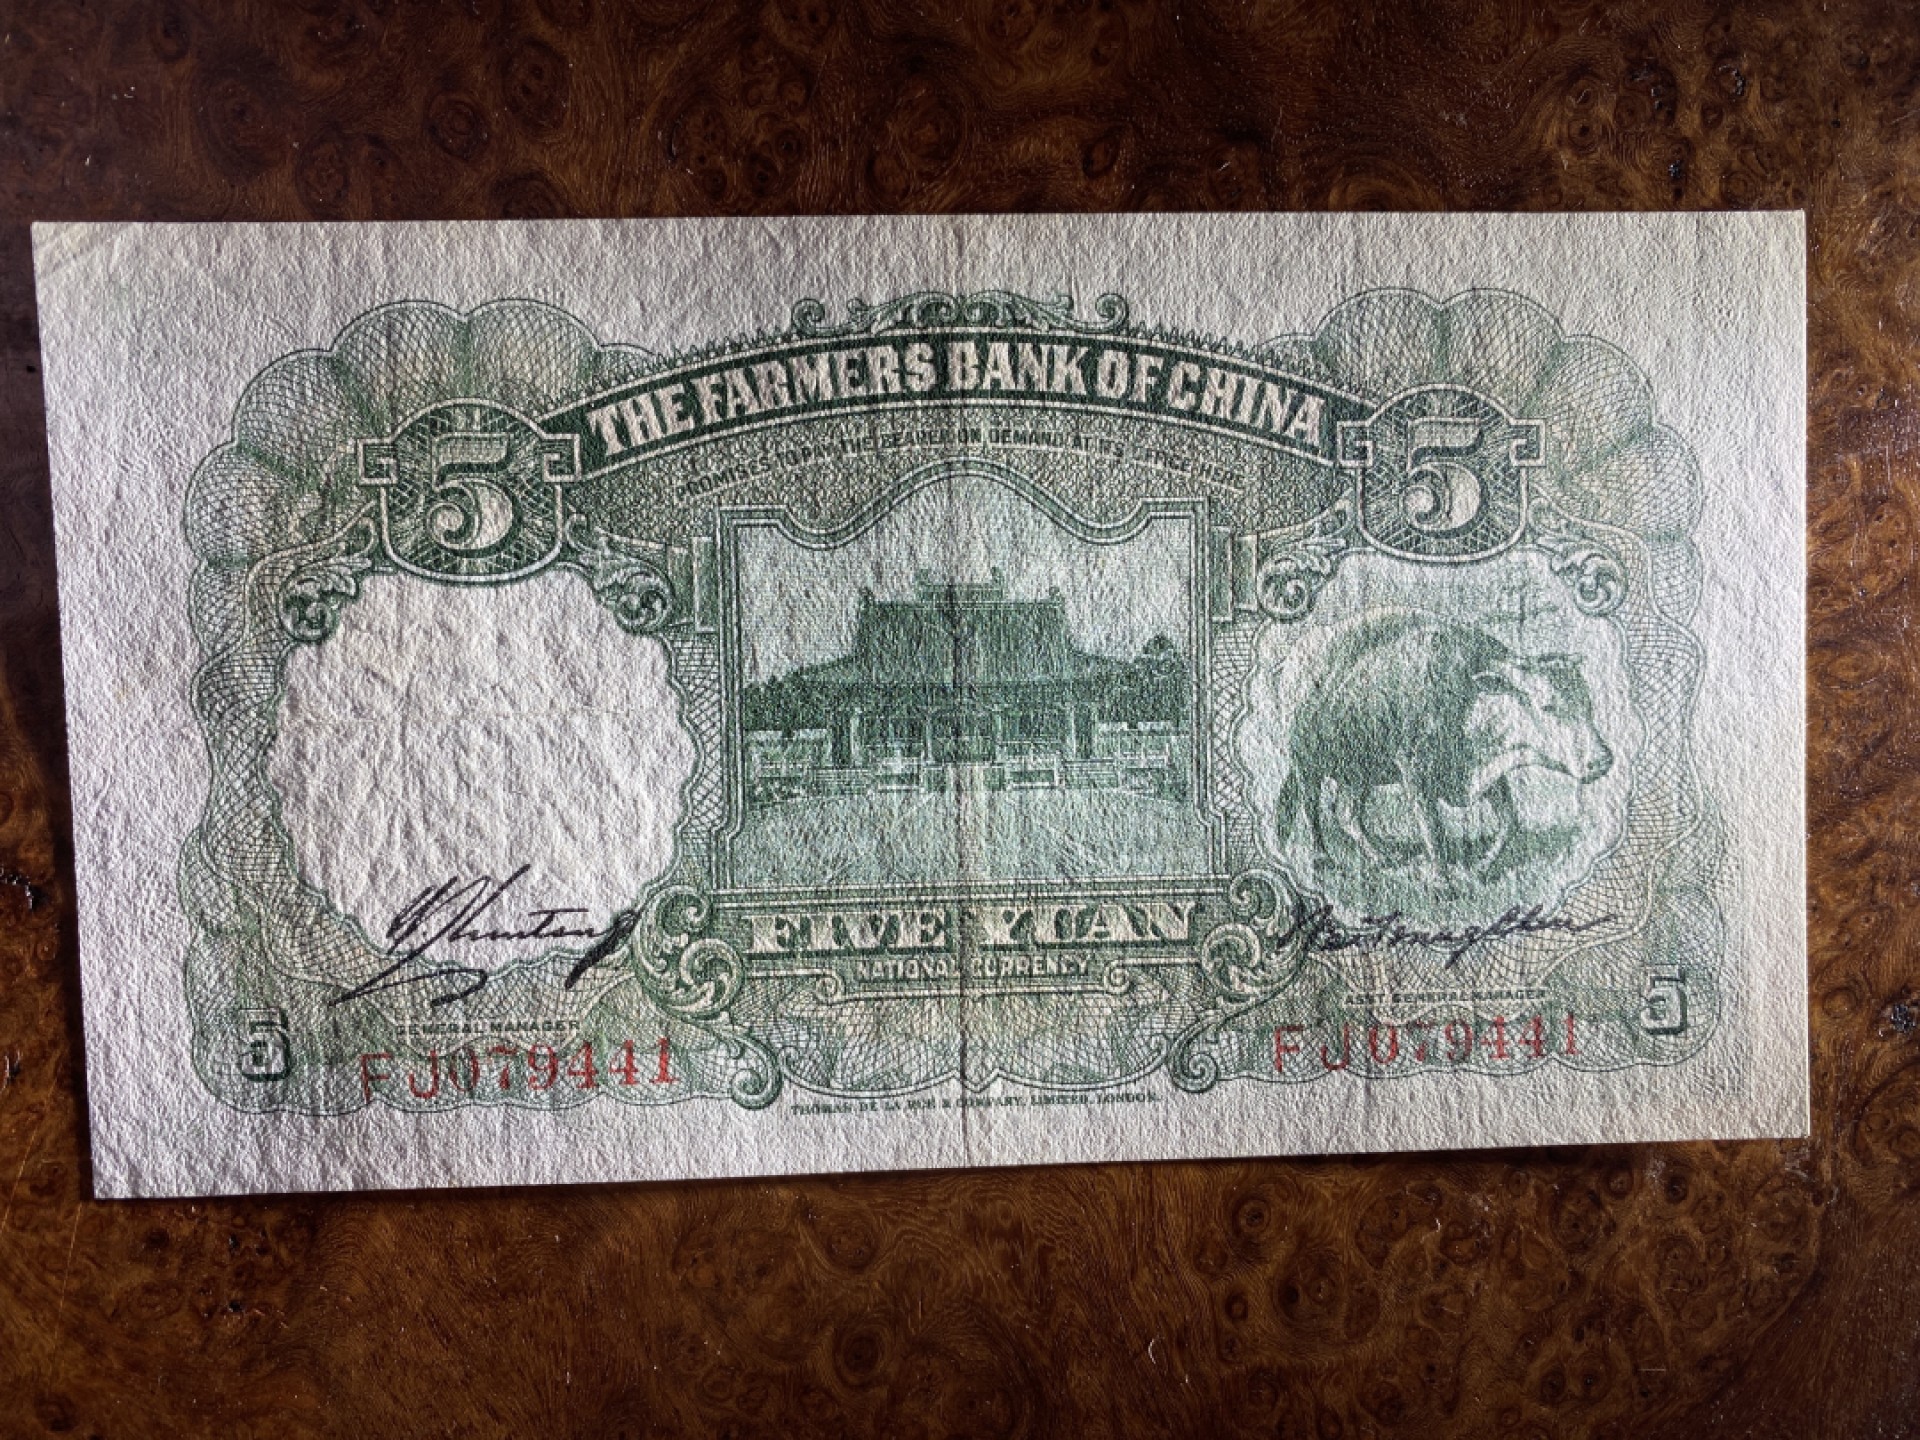 THE FARMERS BANK OF CHINA
5 5
PROMISES TO PAY THE BEARER ON DEMAND AT ITS OFFICE HERE
FIVE YUAN
NATIONAL CURRENCY
GENERAL MANAGER
ASST GENERAL MANAGER
5 5
FJ079441 FJ079441
THOMAS DE LA RUE & COMPANY, LIMITED, LONDON.